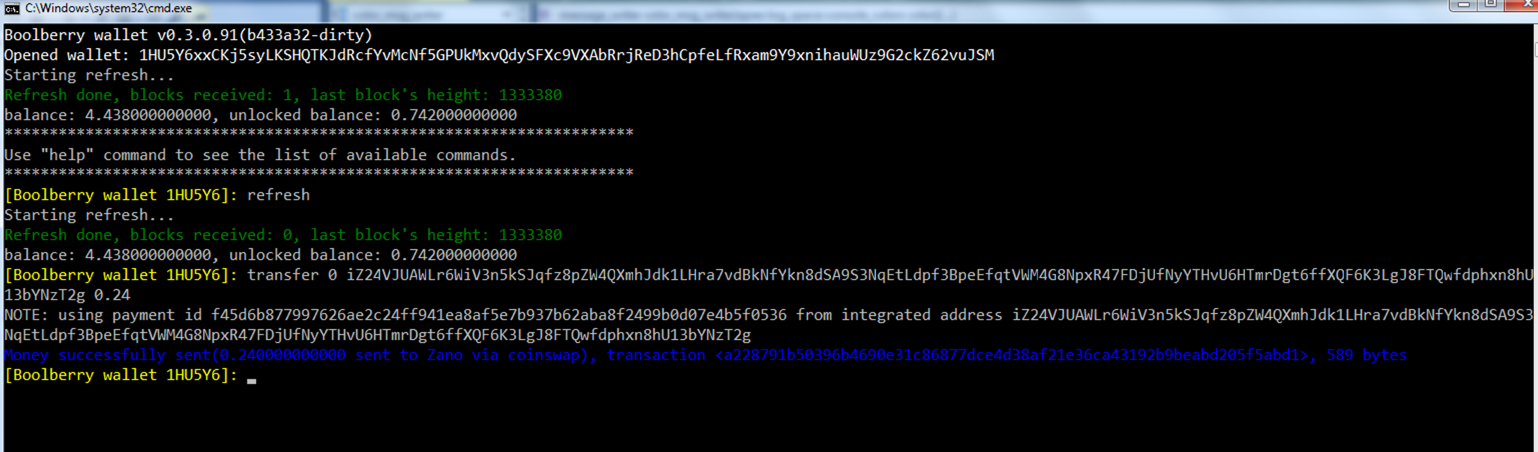 C:\Windows\system32\cmd.exe
Boolberry wallet v0.3.0.91(b433a32-dirty)
Opened wallet: 1HU5Y6xxCKj5syLKSHQTKJdRcfYvMcNf5GPUkMxvQdySFXc9VXAbRrjReD3hCpfeLfRxam9Y9xnihauWUz9G2ckZ62vuJSM
Starting refresh...
Refresh done, blocks received: 1, last block's height: 1333380
balance: 4.438000000000, unlocked balance: 0.742000000000
**********************************************************************
Use "help" command to see the list of available commands.
**********************************************************************
[Boolberry wallet 1HU5Y6]: refresh
Starting refresh...
Refresh done, blocks received: 0, last block's height: 1333380
balance: 4.438000000000, unlocked balance: 0.742000000000
[Boolberry wallet 1HU5Y6]: transfer 0 iZ24VJUAWLr6WiV3n5kSJqfz8pZW4QXmhJdk1LHra7vdBkNfYkn8dSA9S3NqEtLdpf3BpeEfqtVWM4G8NpxR47FDjUfNyYTHvU6HTmrDgt6ffXQF6K3LgJ8FTQwfdphxn8hU
13bYNzT2g 0.24
NOTE: using payment id f45d6b877997626ae2c24ff941ea8af5e7b937b62aba8f2499b0d07e4b5f0536 from integrated address iZ24VJUAWLr6WiV3n5kSJqfz8pZW4QXmhJdk1LHra7vdBkNfYkn8dSA9S3
NqEtLdpf3BpeEfqtVWM4G8NpxR47FDjUfNyYTHvU6HTmrDgt6ffXQF6K3LgJ8FTQwfdphxn8hU13bYNzT2g
Money successfully sent(0.240000000000 sent to Zano via coinswap), transaction <a228791b50396b4690e31c86877dce4d38af21e36ca43192b9beabd205f5abd1>, 589 bytes
[Boolberry wallet 1HU5Y6]: